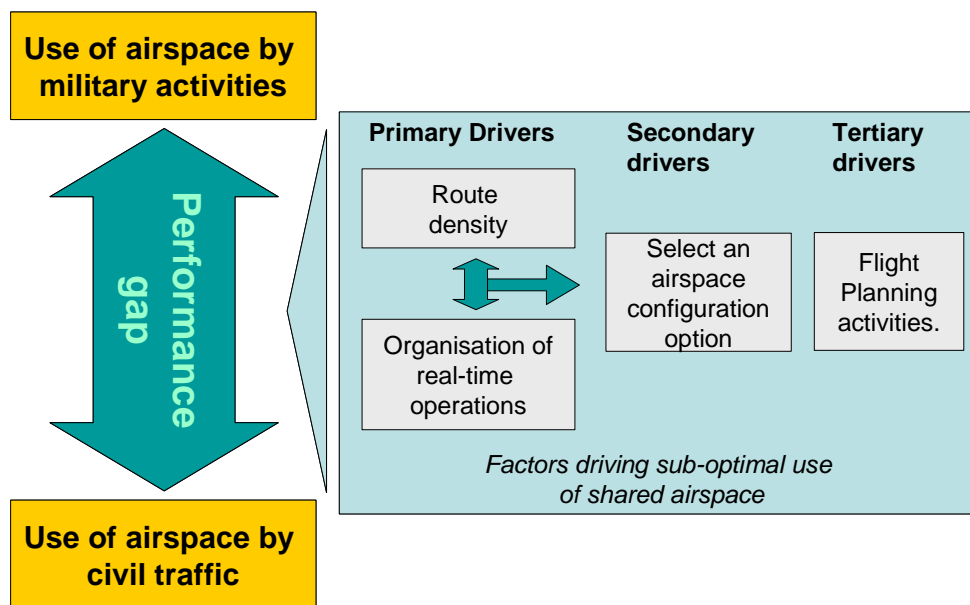 Use of airspace by
military activities
Performance
gap
Use of airspace by
civil traffic
Primary Drivers
Route
density
Organisation of
real-time
operations
Secondary
drivers
Select an
airspace
configuration
option
Tertiary
drivers
Flight
Planning
activities.
Factors driving sub-optimal use
of shared airspace